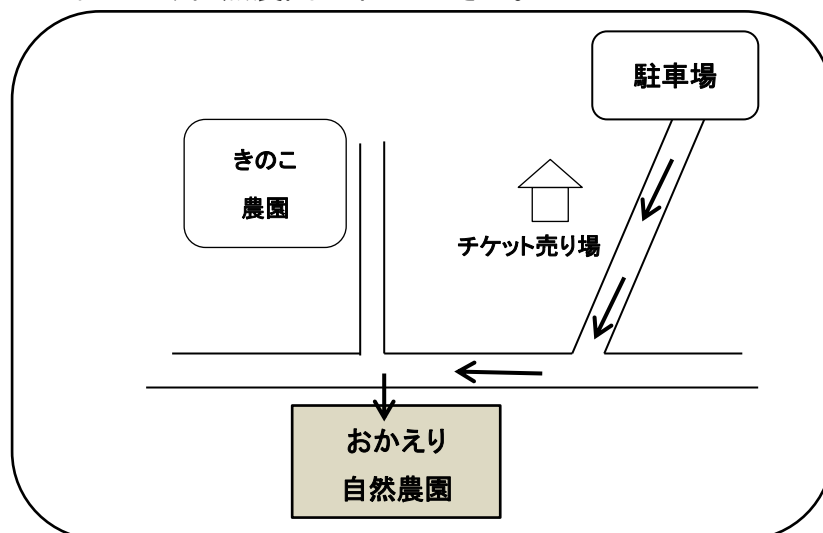 駐車場
きのこ
農園
チケット売り場
おかえり
自然農園